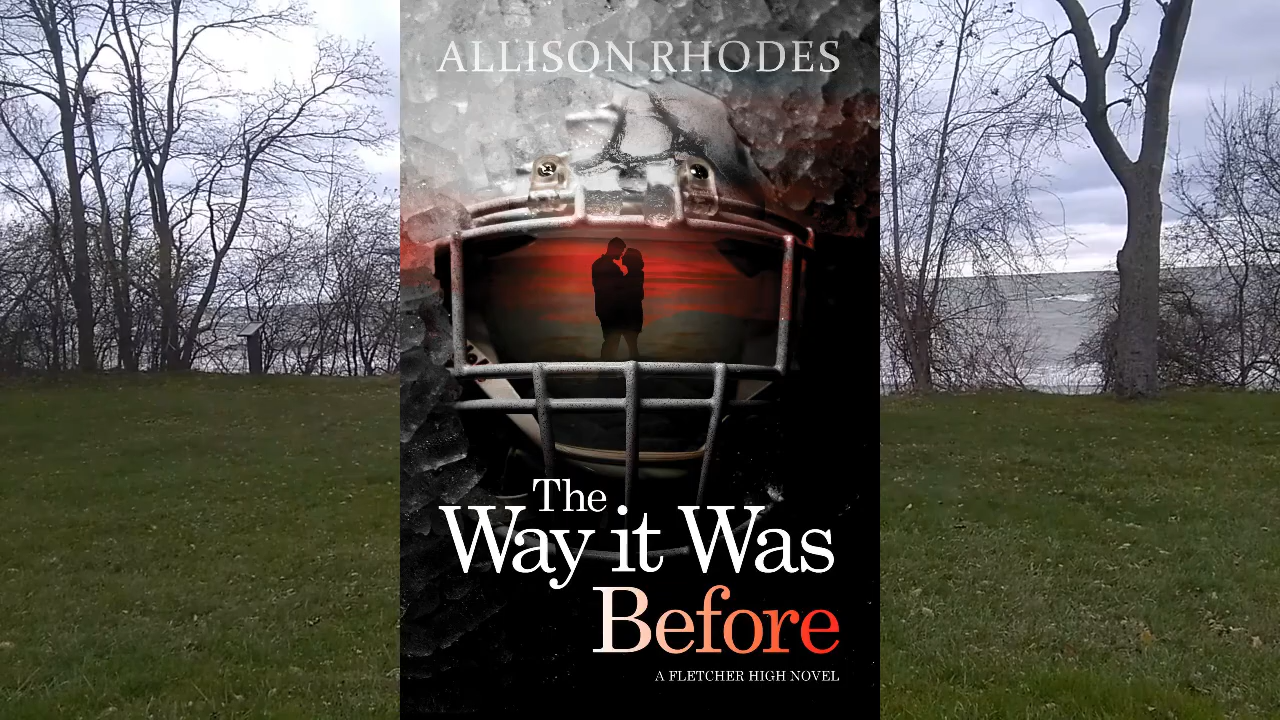 ALLISON RHODES
The
Way it Was
Before
A FLETCHER HIGH NOVEL